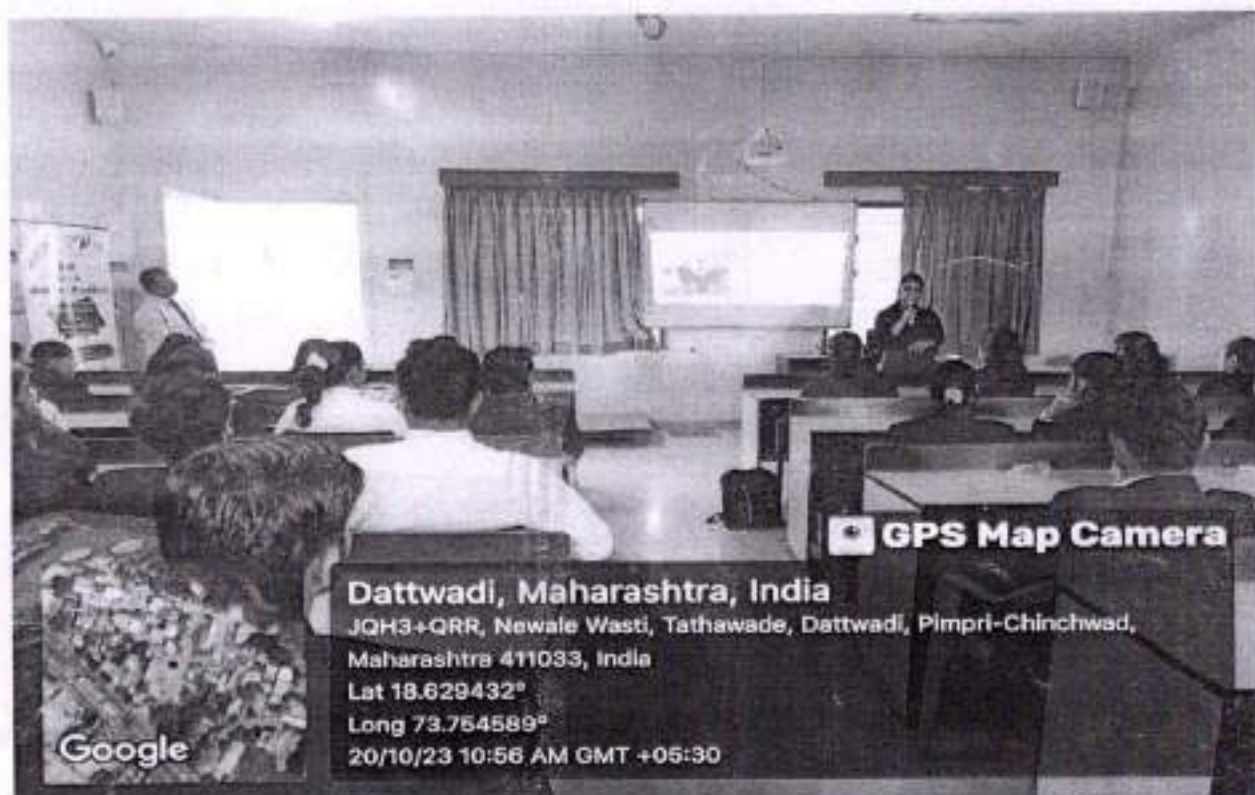 GPS Map Camera
Dattwadi, Maharashtra, India
JQH3+QRR, Newale Wasti, Tathawade, Dattwadi, Pimpri-Chinchwad,
Maharashtra 411033, India
Lat 18.629432°
Long 73.754589°
20/10/23 10:56 AM GMT +05:30
Google